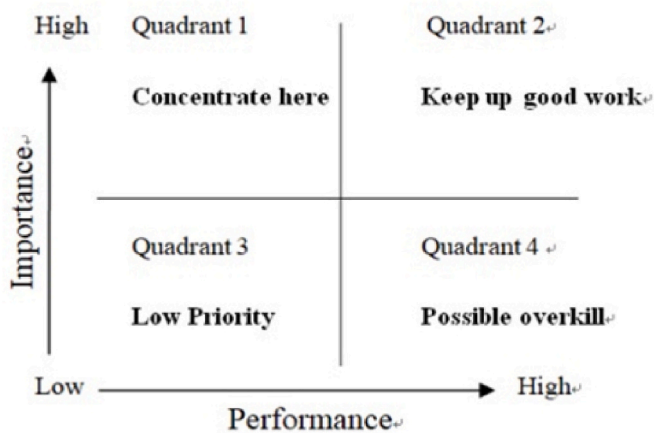 High Quadrant 1 Quadrant 2
Concentrate here Keep up good work
Importance
Quadrant 3 Quadrant 4
Low Priority Possible overkill
Low High
Performance